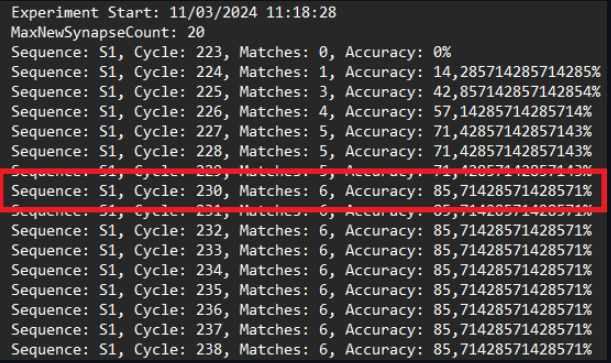 Experiment Start: 11/03/2024 11:18:28
MaxNewSynapseCount: 20
Sequence: S1, Cycle: 223, Matches: 0, Accuracy: 0%
Sequence: S1, Cycle: 224, Matches: 1, Accuracy: 14,285714285714285%
Sequence: S1, Cycle: 225, Matches: 3, Accuracy: 42,857142857142854%
Sequence: S1, Cycle: 226, Matches: 4, Accuracy: 57,14285714285714%
Sequence: S1, Cycle: 227, Matches: 5, Accuracy: 71,42857142857143%
Sequence: S1, Cycle: 228, Matches: 5, Accuracy: 71,42857142857143%
Sequence: S1, Cycle: 229, Matches: 5, Accuracy: 71,42857142857143%
Sequence: S1, Cycle: 230, Matches: 6, Accuracy: 85,71428571428571%
Sequence: S1, Cycle: 231, Matches: 6, Accuracy: 85,71428571428571%
Sequence: S1, Cycle: 232, Matches: 6, Accuracy: 85,71428571428571%
Sequence: S1, Cycle: 233, Matches: 6, Accuracy: 85,71428571428571%
Sequence: S1, Cycle: 234, Matches: 6, Accuracy: 85,71428571428571%
Sequence: S1, Cycle: 235, Matches: 6, Accuracy: 85,71428571428571%
Sequence: S1, Cycle: 236, Matches: 6, Accuracy: 85,71428571428571%
Sequence: S1, Cycle: 237, Matches: 6, Accuracy: 85,71428571428571%
Sequence: S1, Cycle: 238, Matches: 6, Accuracy: 85,71428571428571%